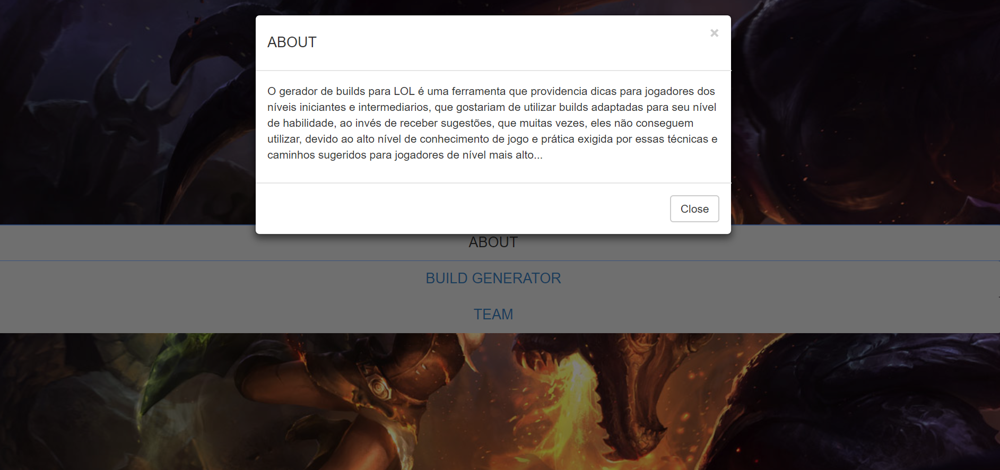 ABOUT
×
O gerador de builds para LOL é uma ferramenta que providencia dicas para jogadores dos
níveis iniciantes e intermediarios, que gostariam de utilizar builds adaptadas para seu nível
de habilidade, ao invés de receber sugestões, que muitas vezes, eles não conseguem
utilizar, devido ao alto nível de conhecimento de jogo e prática exigida por essas técnicas e
caminhos sugeridos para jogadores de nível mais alto...
Close
ABOUT
BUILD GENERATOR
TEAM